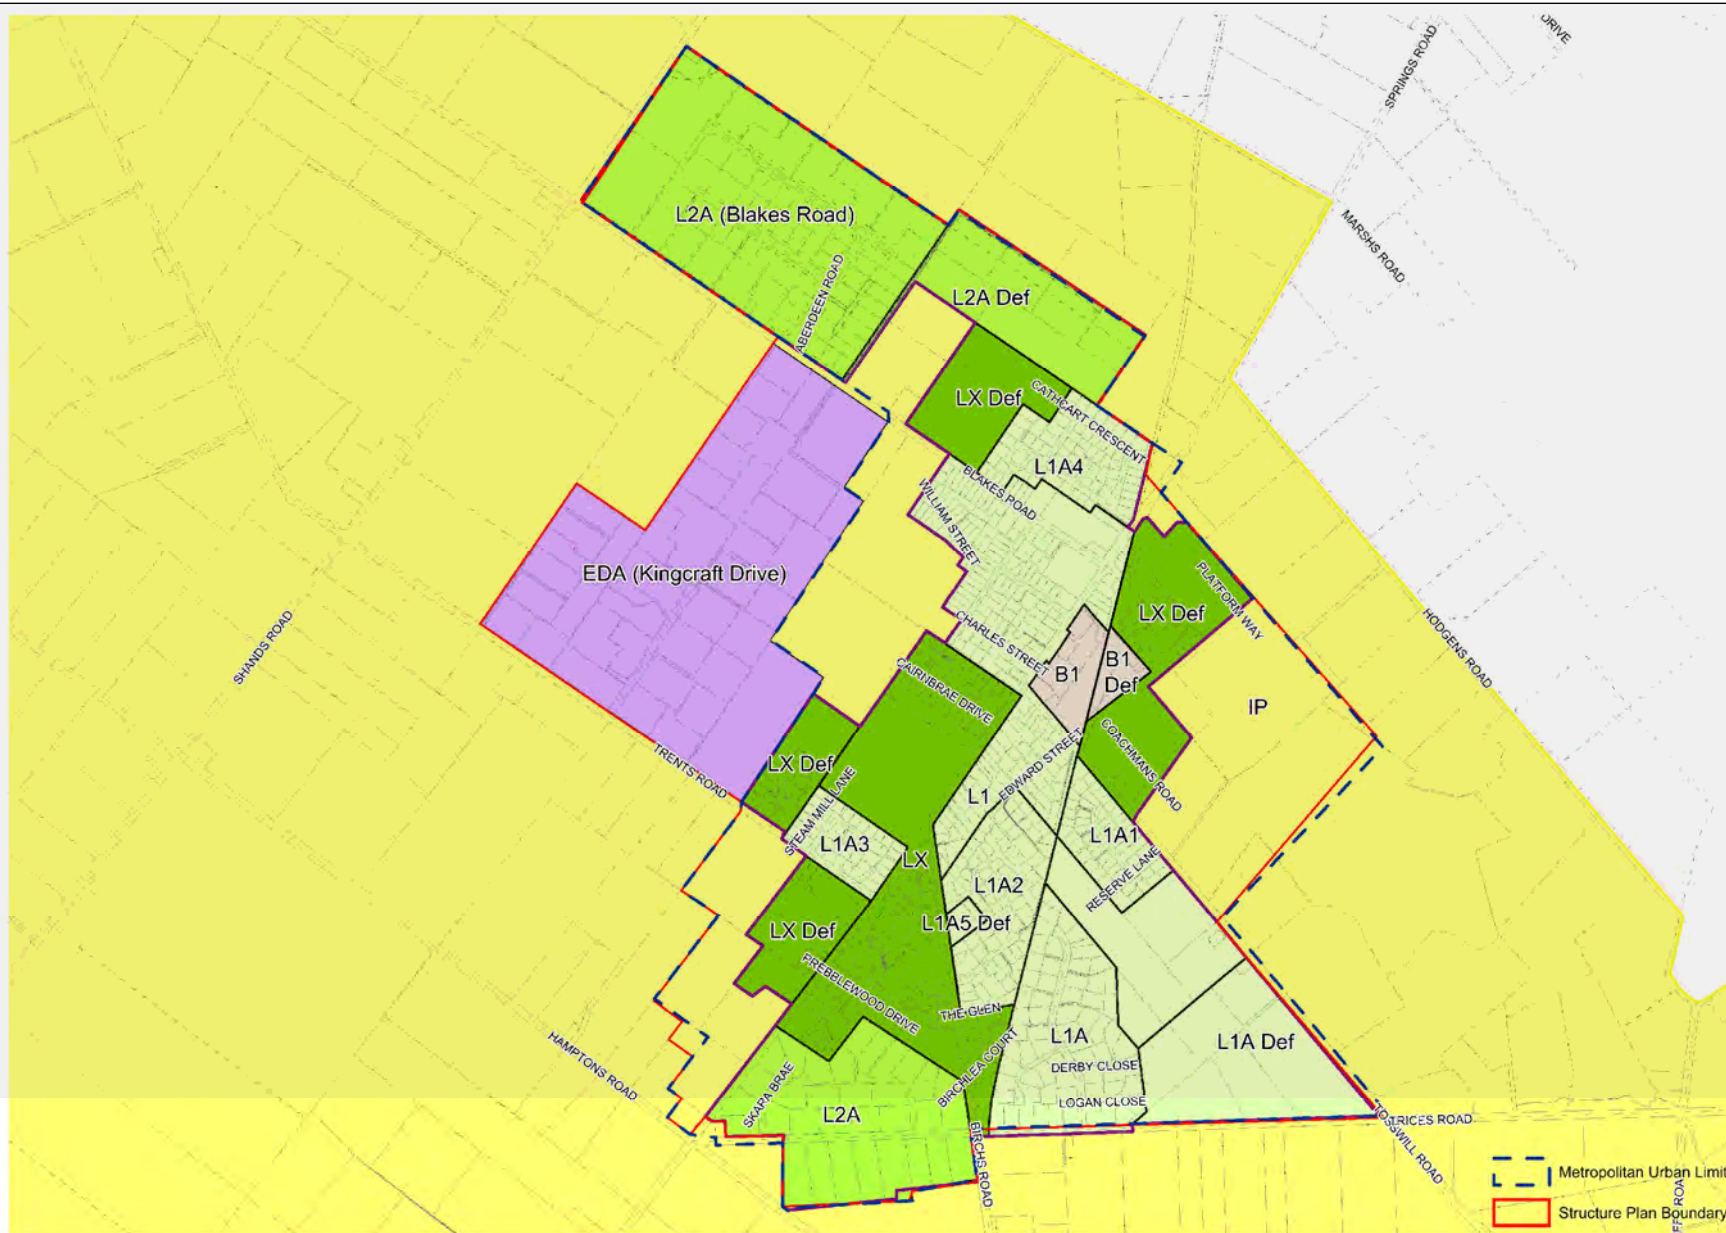 DRIVE
SPRINGS ROAD
MARSHS ROAD
L2A (Blakes Road)
ABERDEEN ROAD
L2A Def
LX Def
CATHCART CRESCENT
L1A4
BLAKES ROAD
WILLIAM STREET
EDA (Kingcraft Drive)
PLATFORM WAY
LX Def
HODGENS ROAD
SHANDS ROAD
CHARLES STREET
B1
B1
Def
CAIRNBRAE DRIVE
IP
TRENTS ROAD
LX Def
EDWARD STREET
COACHMANS ROAD
STEAM MILL LANE
L1
L1A3
LX
L1A1
RESERVE LANE
L1A2
L1A5 Def
LX Def
PREBBLEWOOD DRIVE
THE GLEN
L1A
L1A Def
HAMPTONS ROAD
BIRCHLEA COURT
DERBY CLOSE
SKARA BRAE
LOGAN CLOSE
L2A
BIRCHS ROAD
TRICES ROAD
TOSSWILL ROAD
Metropolitan Urban Limit
Structure Plan Boundary